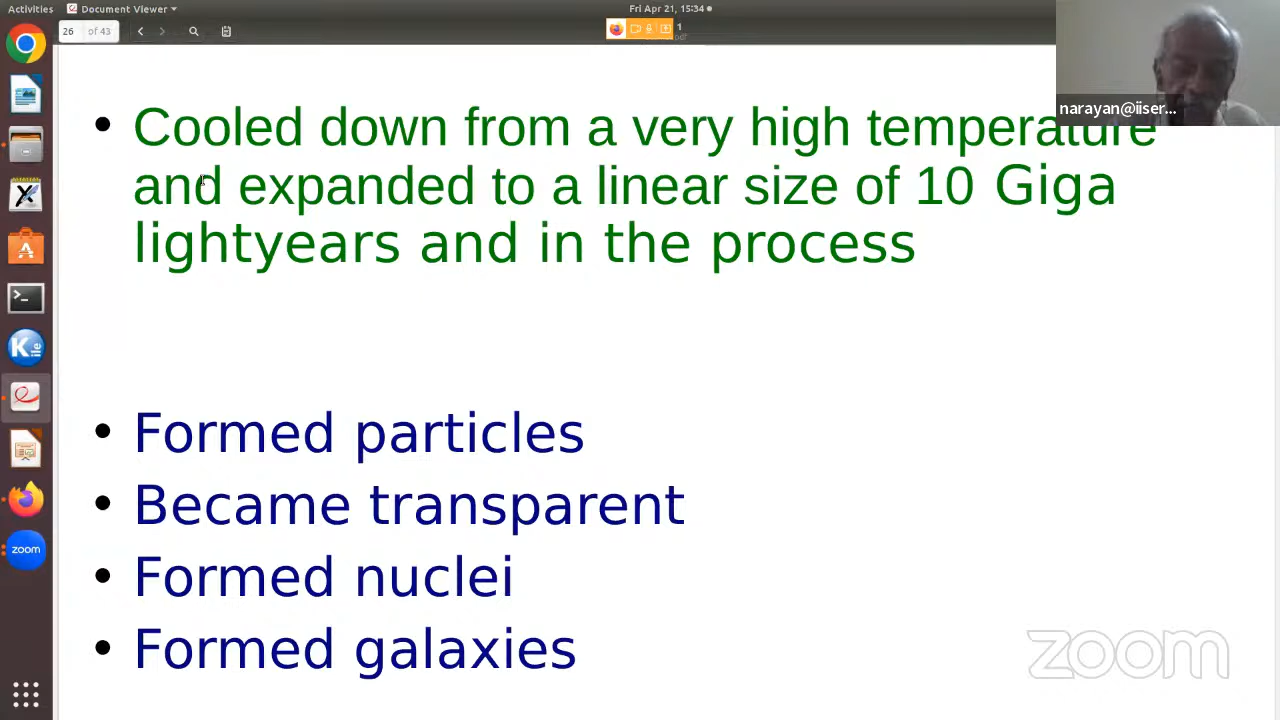 Activities
Document Viewer
Fri Apr 21, 15:34
26 of 43
1
narayan@iiser...
• Cooled down from a very high temperature
and expanded to a linear size of 10 Giga
lightyears and in the process
• Formed particles
• Became transparent
• Formed nuclei
• Formed galaxies
zoom
zoom